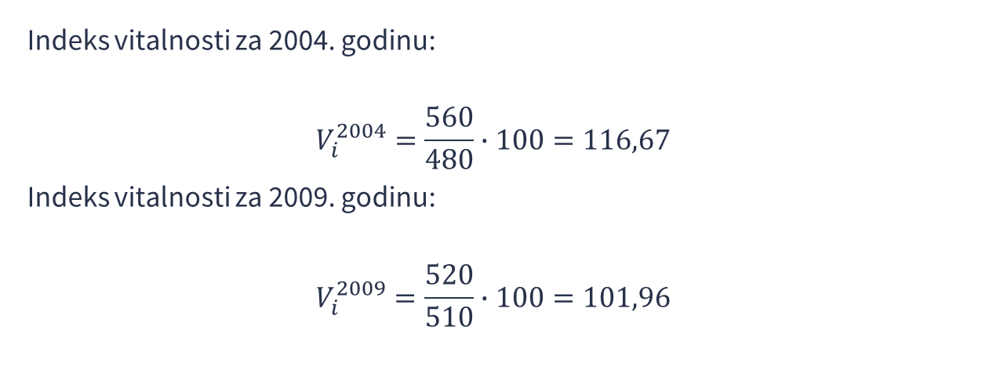 Indeks vitalnosti za 2004. godinu:
V_i^2004 = 560/480 · 100 = 116,67
Indeks vitalnosti za 2009. godinu:
V_i^2009 = 520/510 · 100 = 101,96